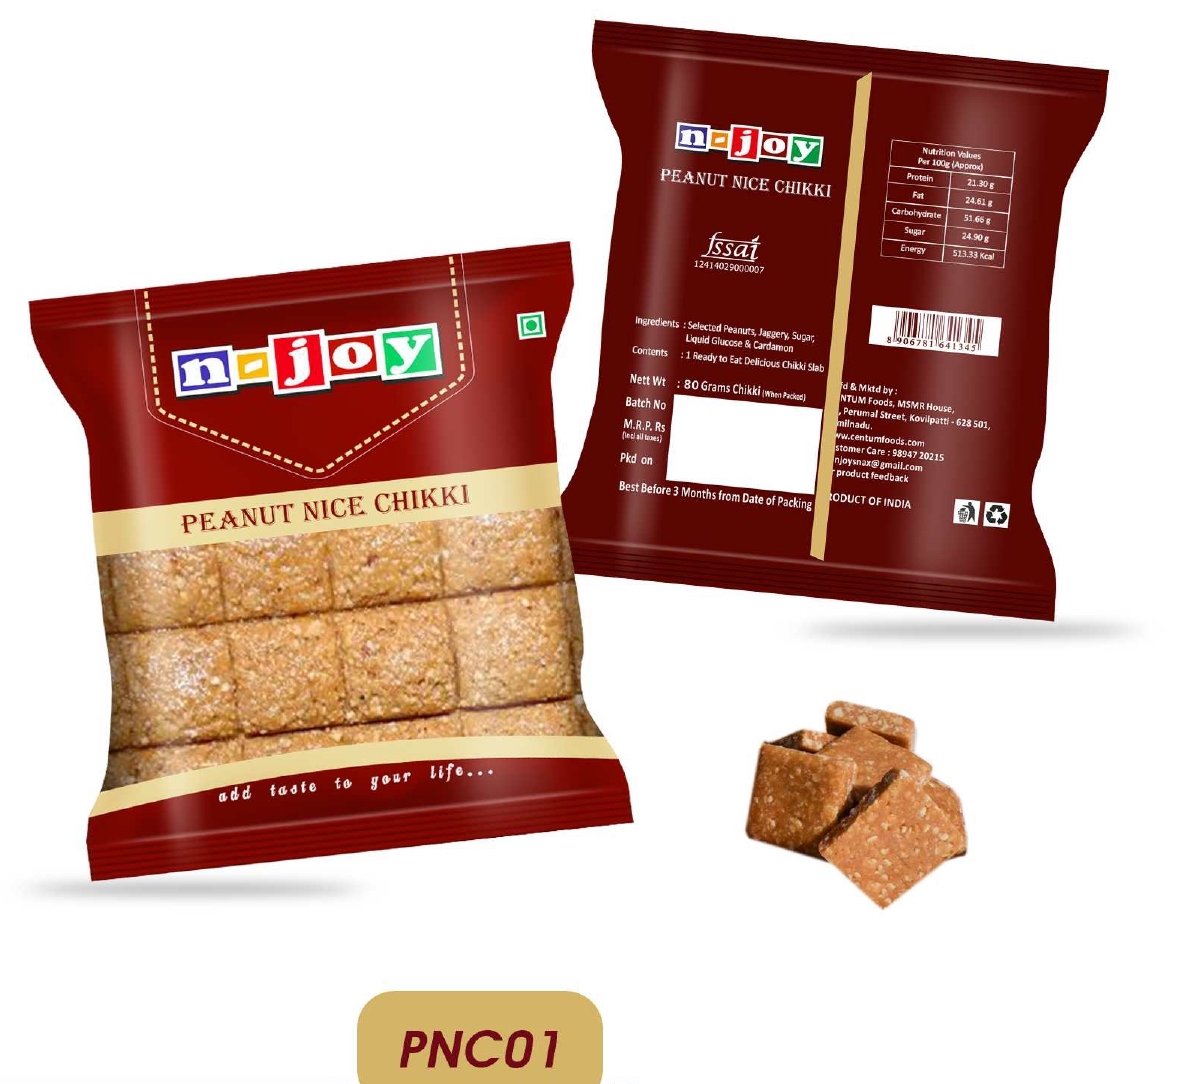 n-joy
PEANUT NICE CHIKKI
add taste to your life...
n-joy
PEANUT NICE CHIKKI
fssai
12414029000007
Ingredients : Selected Peanuts, Jaggery, Sugar,
Liquid Glucose & Cardamon
Contents : 1 Ready to Eat Delicious Chikki Slab
Nett Wt : 80 Grams Chikki (When Packed)
Batch No
M.R.P. Rs
(Incl all taxes)
Pkd on
Best Before 3 Months from Date of Packing
Nutrition Values
Per 100g (Approx)
Protein 21.30 g
Fat 24.61 g
Carbohydrate 51.66 g
Sugar 24.90 g
Energy 513.33 Kcal
8 906781 641345
fd & Mktd by :
NTUM Foods, MSMR House,
, Perumal Street, Kovilpatti - 628 501,
milnadu.
ww.centumfoods.com
stomer Care : 98947 20215
njoysnax@gmail.com
r product feedback
RODUCT OF INDIA
PNC01